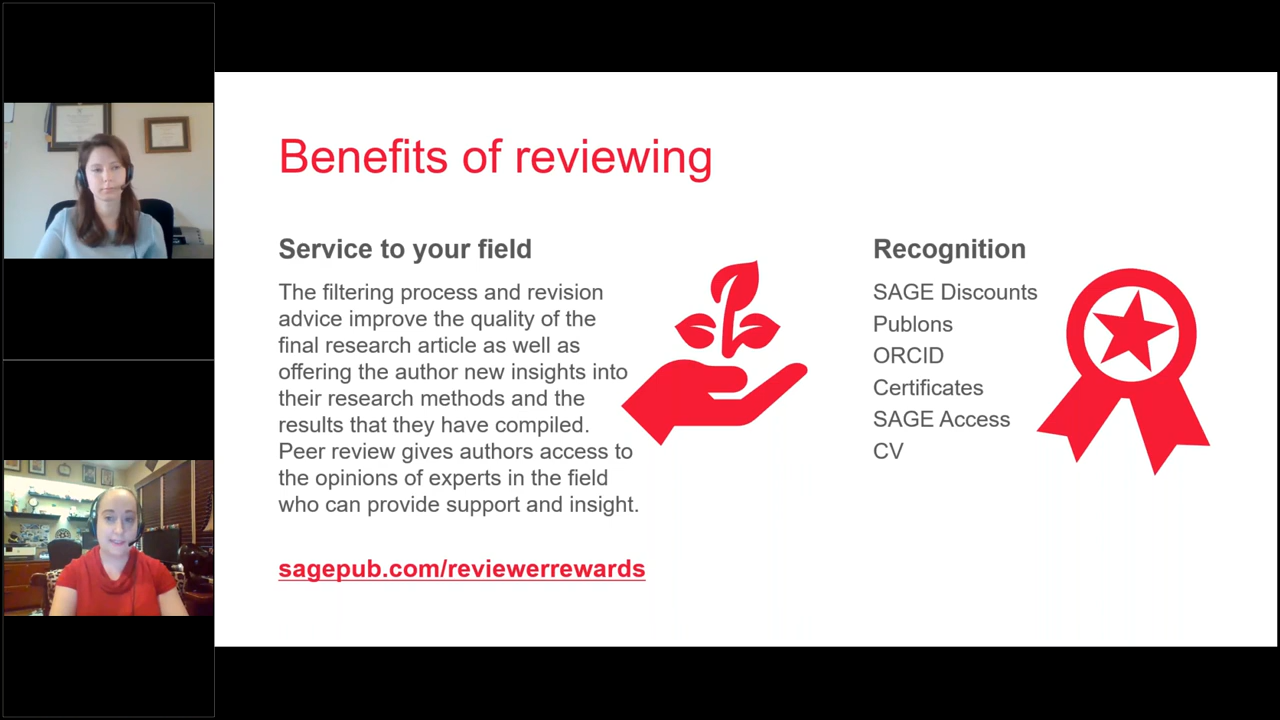 Benefits of reviewing
Service to your field
The filtering process and revision
advice improve the quality of the
final research article as well as
offering the author new insights into
their research methods and the
results that they have compiled.
Peer review gives authors access to
the opinions of experts in the field
who can provide support and insight.
sagepub.com/reviewerrewards
Recognition
SAGE Discounts
Publons
ORCID
Certificates
SAGE Access
CV